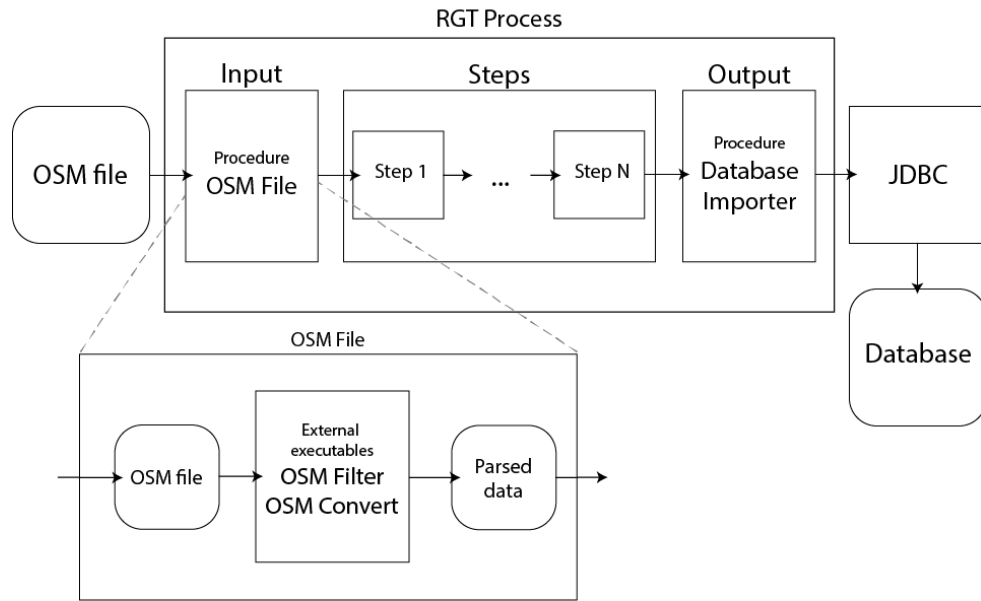 RGT Process
Input
Steps
Output
OSM file
Procedure
OSM File
Step 1
...
Step N
Procedure
Database
Importer
JDBC
Database
OSM File
OSM file
External
executables
OSM Filter
OSM Convert
Parsed
data